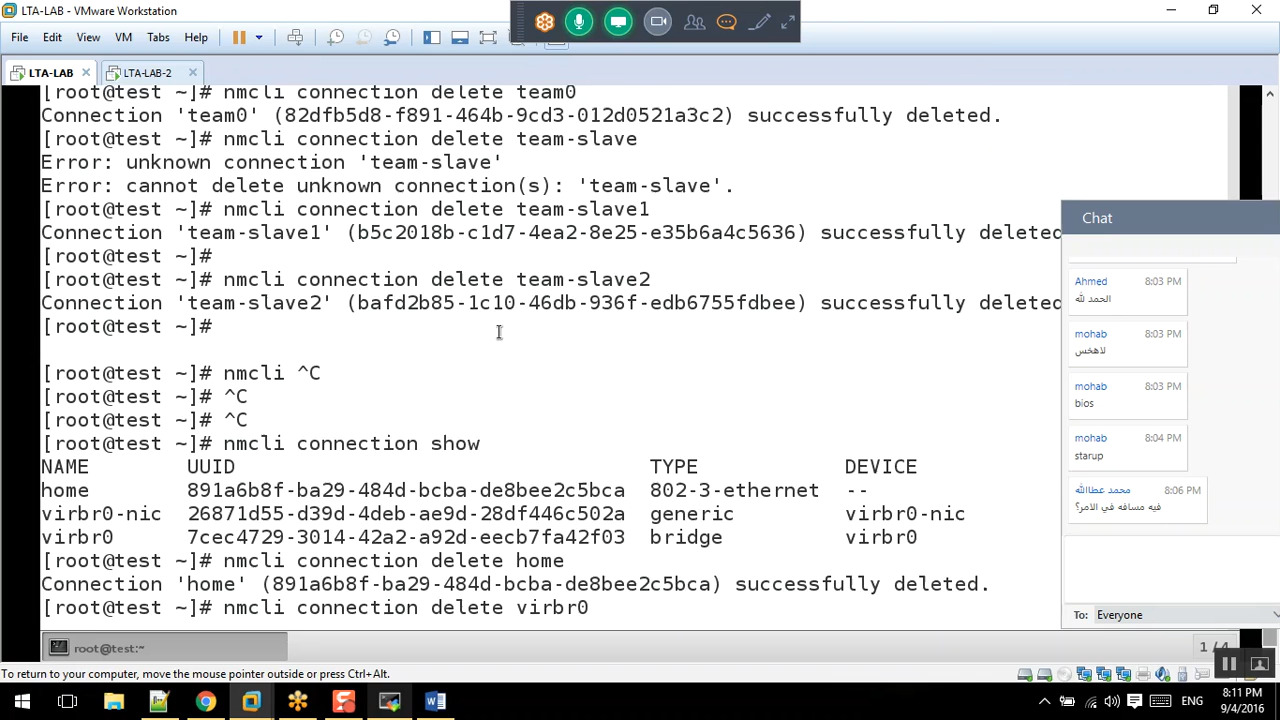 LTA-LAB - VMware Workstation
File Edit View VM Tabs Help
LTA-LAB LTA-LAB-2
[root@test ~]# nmcli connection delete team0
Connection 'team0' (82dfb5d8-f891-464b-9cd3-012d0521a3c2) successfully deleted.
[root@test ~]# nmcli connection delete team-slave
Error: unknown connection 'team-slave'
Error: cannot delete unknown connection(s): 'team-slave'.
[root@test ~]# nmcli connection delete team-slave1
Connection 'team-slave1' (b5c2018b-c1d7-4ea2-8e25-e35b6a4c5636) successfully deleted
[root@test ~]#
[root@test ~]# nmcli connection delete team-slave2
Connection 'team-slave2' (bafd2b85-1c10-46db-936f-edb6755fdbee) successfully deleted
[root@test ~]#
[root@test ~]# nmcli ^C
[root@test ~]# ^C
[root@test ~]# ^C
[root@test ~]# nmcli connection show
NAME UUID TYPE DEVICE
home 891a6b8f-ba29-484d-bcba-de8bee2c5bca 802-3-ethernet --
virbr0-nic 26871d55-d39d-4deb-ae9d-28df446c502a generic virbr0-nic
virbr0 7cec4729-3014-42a2-a92d-eecb7fa42f03 bridge virbr0
[root@test ~]# nmcli connection delete home
Connection 'home' (891a6b8f-ba29-484d-bcba-de8bee2c5bca) successfully deleted.
[root@test ~]# nmcli connection delete virbr0
root@test:~
1 / 4
Chat
Ahmed 8:03 PM
الحمد لله
mohab 8:03 PM
لاهخس
mohab 8:03 PM
bios
mohab 8:04 PM
starup
محمد عطاالله 8:06 PM
فيه مسافه في الامر؟
To: Everyone
To return to your computer, move the mouse pointer outside or press Ctrl+Alt.
ENG
8:11 PM
9/4/2016